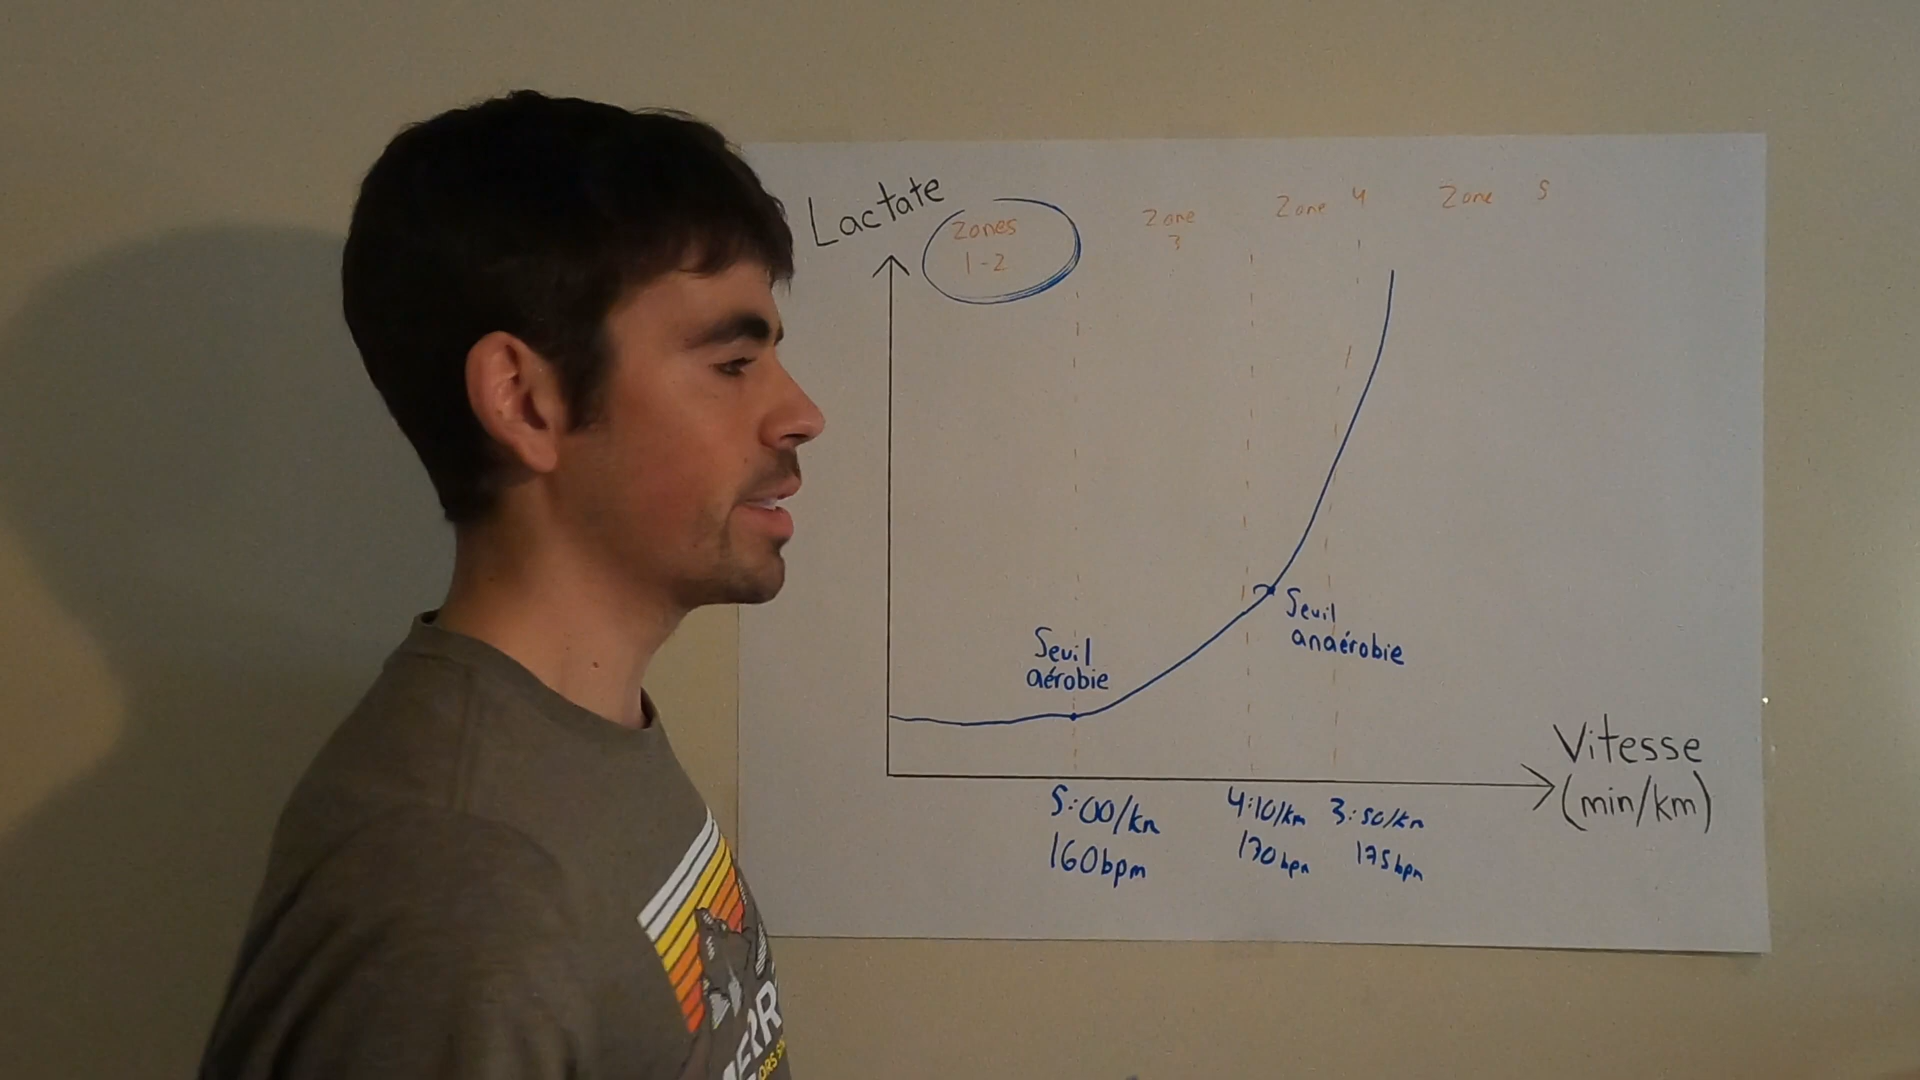 Lactate
Zones
1-2
Zone
3
Zone 4
Zone 5
Seuil
aérobie
Seuil
anaérobie
Vitesse
(min/km)
5:00/km
160bpm
4:10/km
170bpm
3:50/km
175bpm